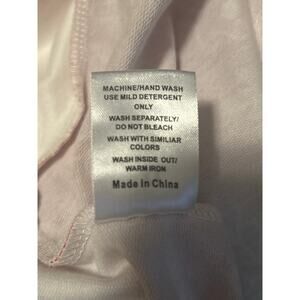 MACHINE/HAND WASH
USE MILD DETERGENT
ONLY
WASH SEPARATELY/
DO NOT BLEACH
WASH WITH SIMILIAR
COLORS
WASH INSIDE OUT/
WARM IRON
Made in China